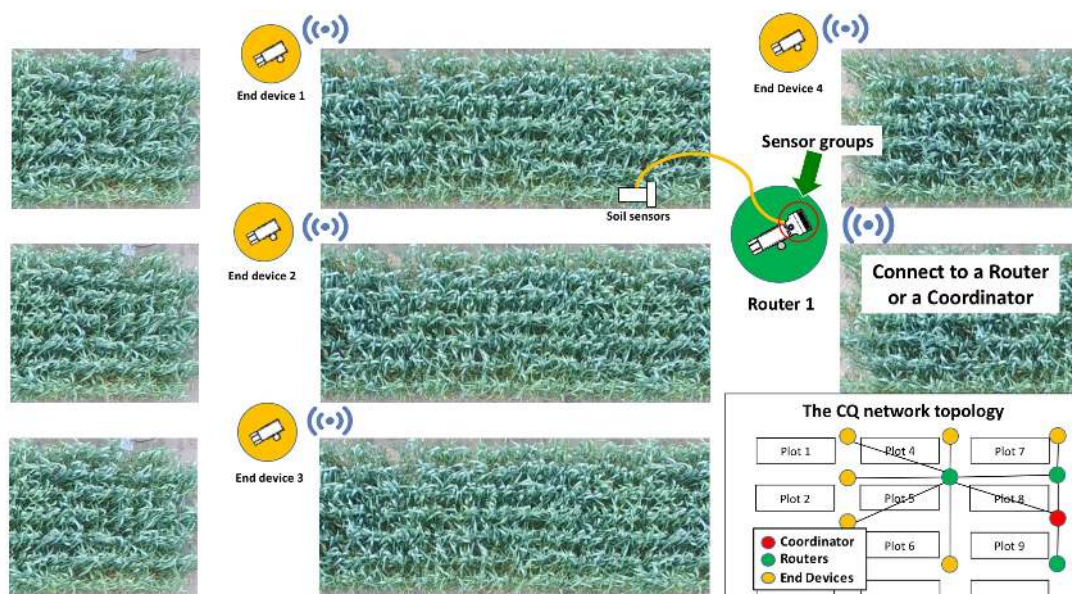 End device 1
End Device 4
Sensor groups
Soil sensors
End device 2
Router 1
Connect to a Router
or a Coordinator
End device 3
The CQ network topology
Plot 1
Plot 4
Plot 7
Plot 2
Plot 5
Plot 8
Plot 6
Plot 9
Coordinator
Routers
End Devices